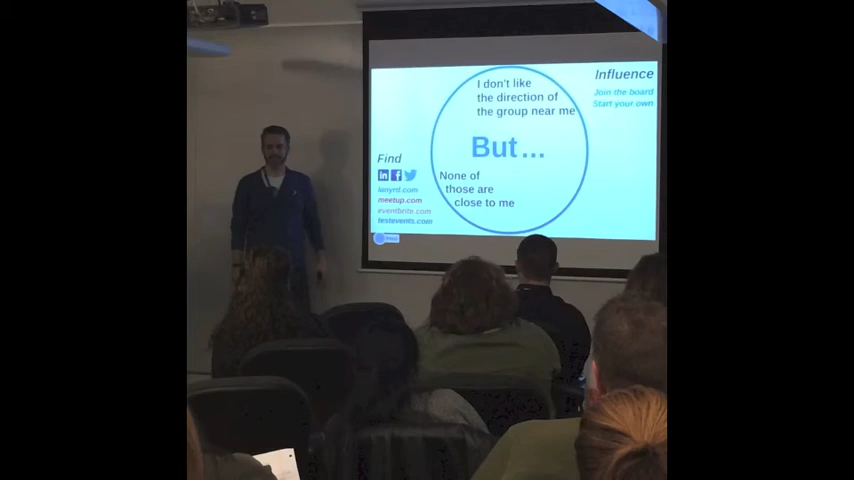 I don't like
the direction of
the group near me
But...
None of
those are
close to me
Find
in f
lanyrd.com
meetup.com
eventbrite.com
testevents.com
Influence
Join the board
Start your own